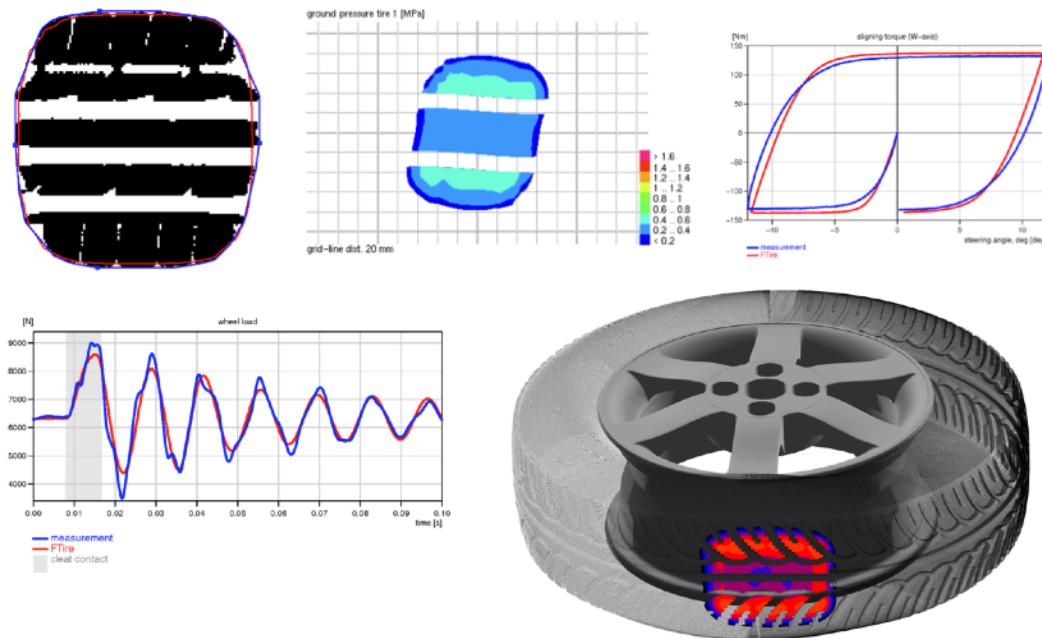 ground pressure tire 1 [MPa]
> 1.6
1.4 .. 1.6
1.2 .. 1.4
1 .. 1.2
0.8 .. 1
0.6 .. 0.8
0.4 .. 0.6
0.2 .. 0.4
< 0.2
grid-line dist. 20 mm
[Nm]
aligning torque (W-axis)
150
100
50
0
-50
-100
-150
-10
-5
0
5
10
steering angle, deg [deg
measurement
FTire
[N]
wheel load
9000
8000
7000
6000
5000
4000
0.00
0.01
0.02
0.03
0.04
0.05
0.06
0.07
0.08
0.09
0.10
time [s]
measurement
FTire
cleat contact